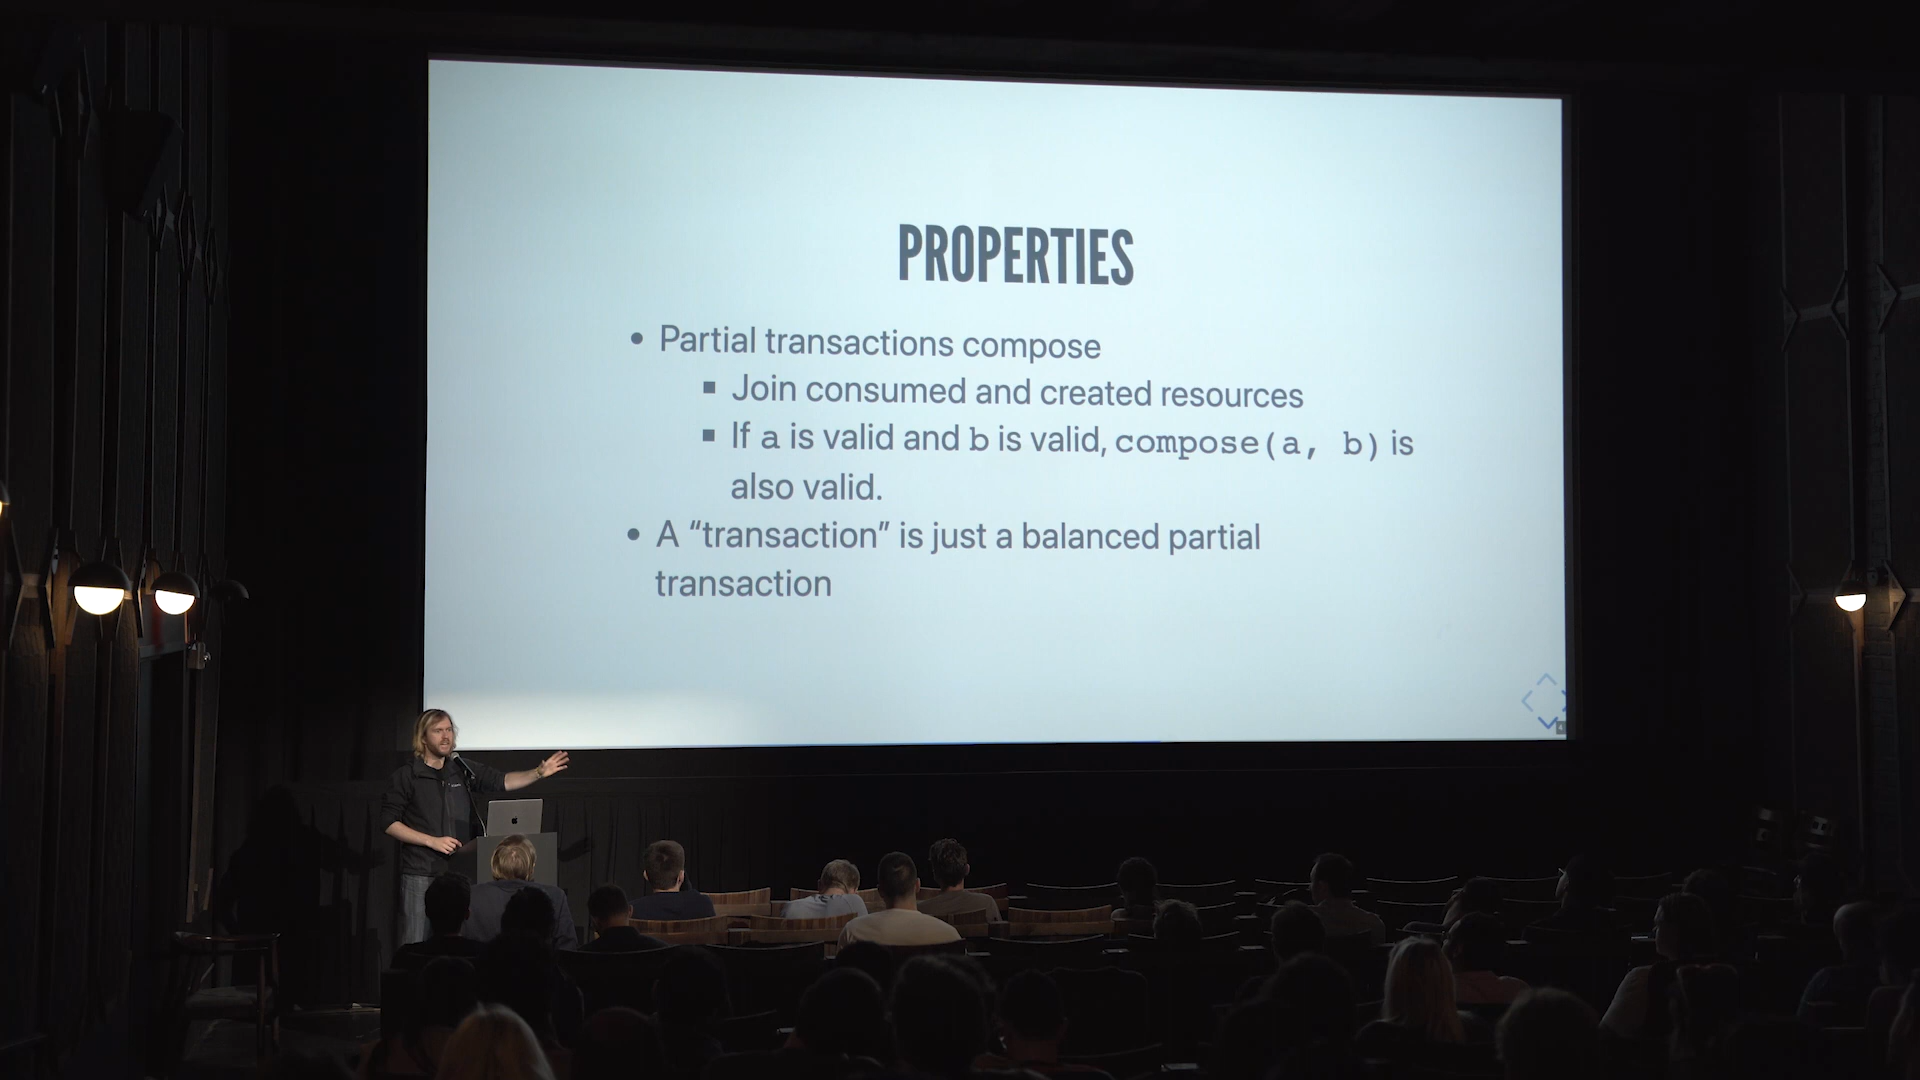 PROPERTIES
• Partial transactions compose
▪ Join consumed and created resources
▪ If a is valid and b is valid, compose(a, b) is
also valid.
• A “transaction” is just a balanced partial
transaction